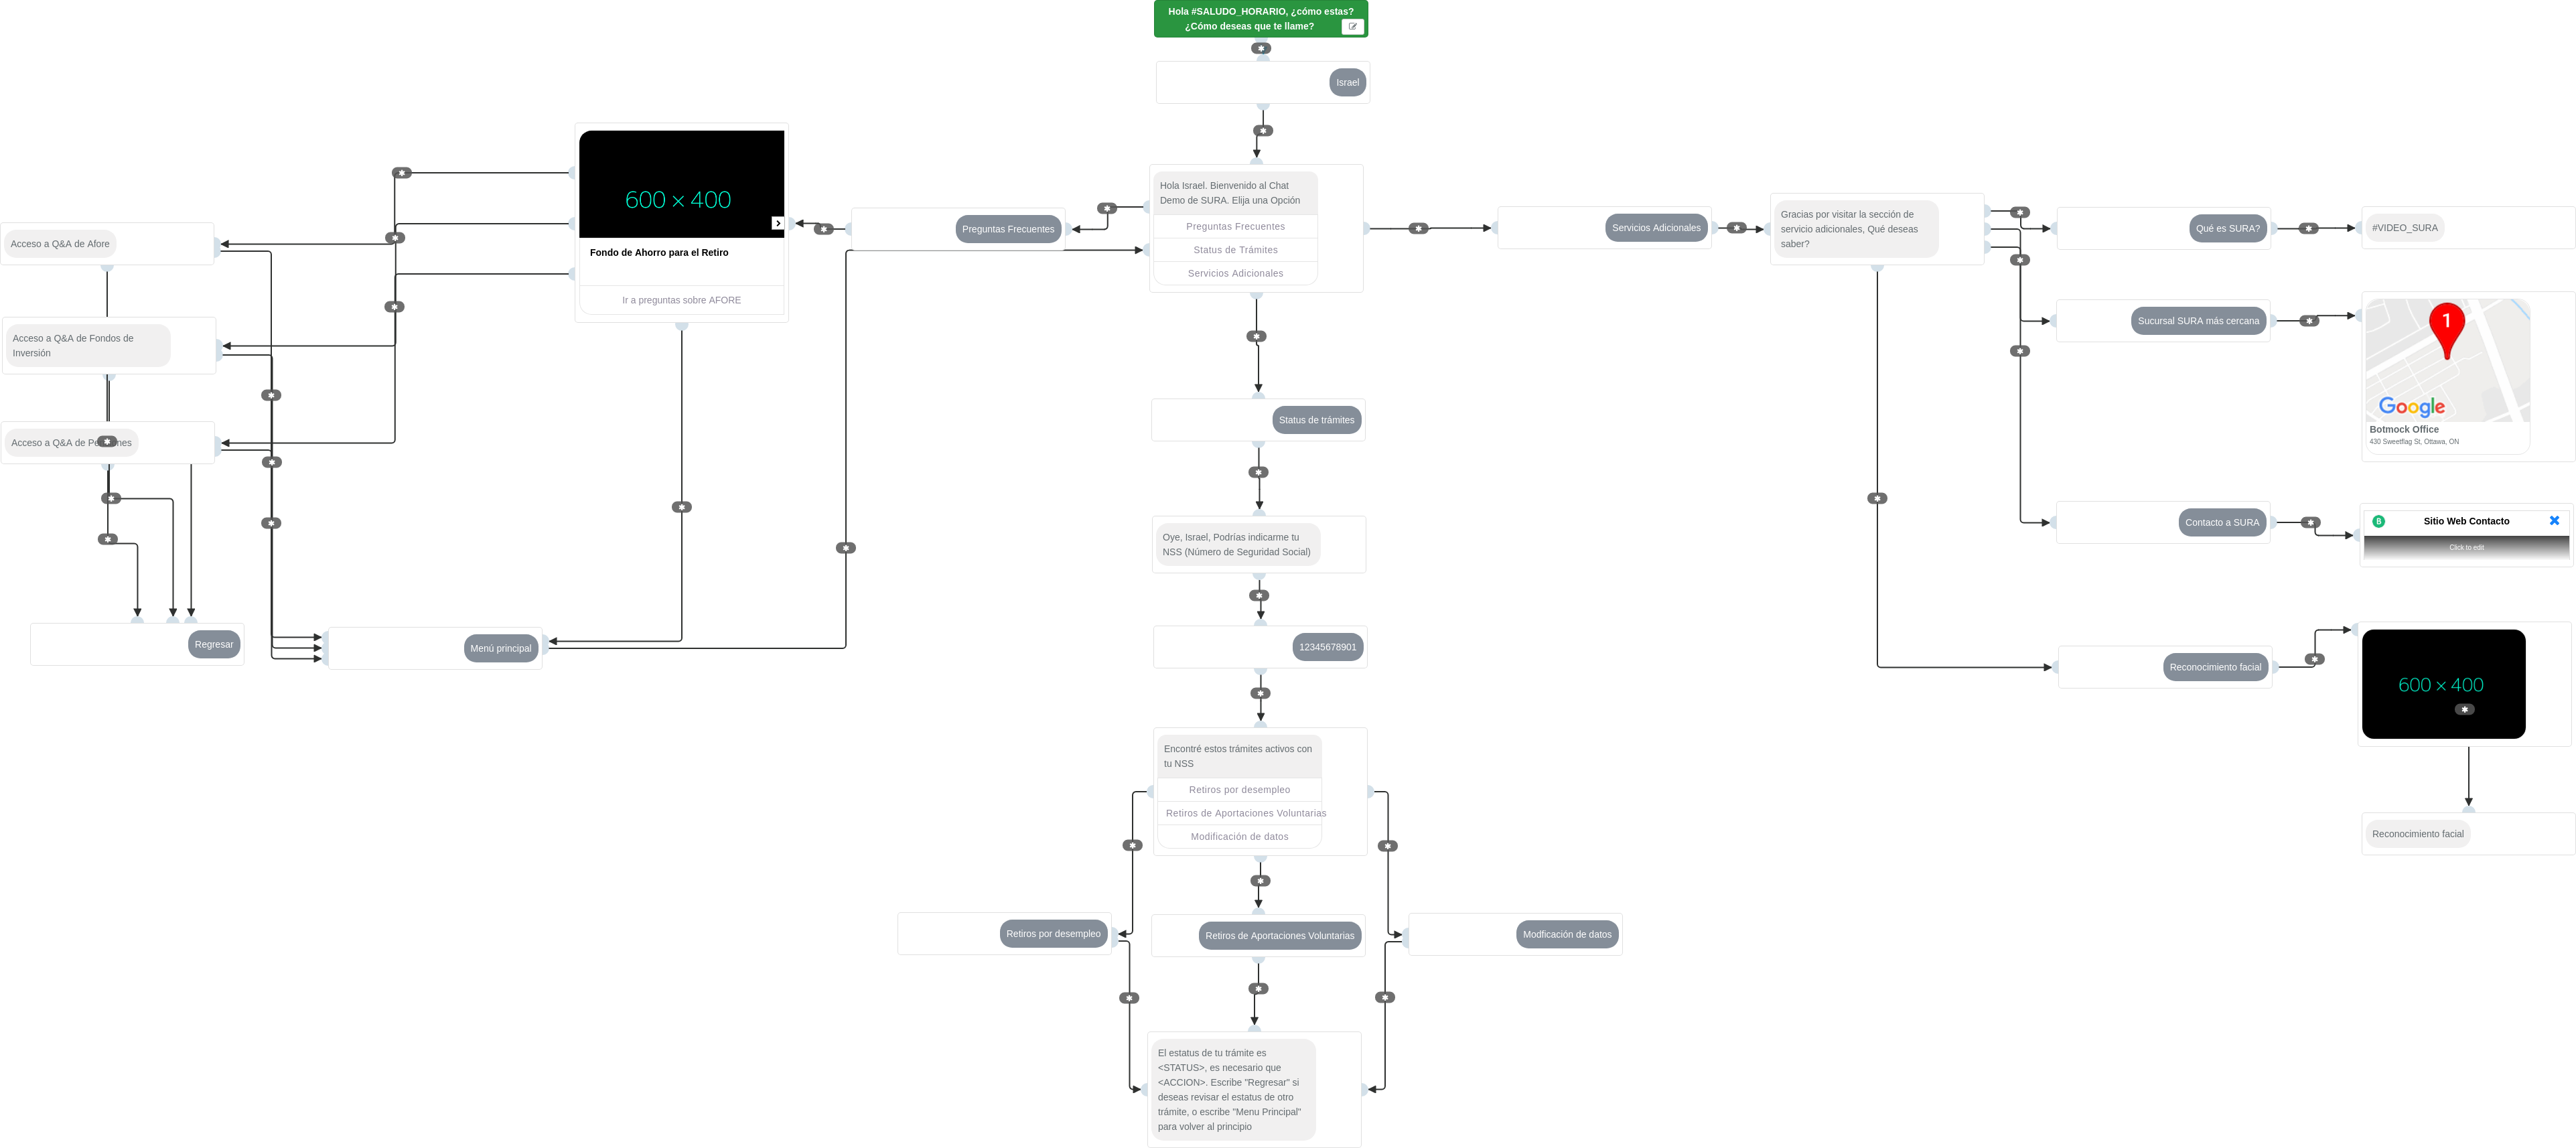 Hola #SALUDO_HORARIO, ¿cómo estas?
¿Cómo deseas que te llame?
Israel
Hola Israel. Bienvenido al Chat
Demo de SURA. Elija una Opción
Preguntas Frecuentes
Status de Trámites
Servicios Adicionales
Preguntas Frecuentes
600 × 400
Fondo de Ahorro para el Retiro
Ir a preguntas sobre AFORE
Acceso a Q&A de Afore
Acceso a Q&A de Fondos de
Inversión
Acceso a Q&A de
Regresar
Menú principal
Servicios Adicionales
Gracias por visitar la sección de
servicio adicionales, Qué deseas
saber?
Qué es SURA?
#VIDEO_SURA
Sucursal SURA más cercana
1
Google
Botmock Office
430 Sweetflag St, Ottawa, ON
Contacto a SURA
B
Sitio Web Contacto
Click to edit
Reconocimiento facial
600 × 400
Reconocimiento facial
Status de trámites
Oye, Israel, Podrías indicarme tu
NSS (Número de Seguridad Social)
12345678901
Encontré estos trámites activos con
tu NSS
Retiros por desempleo
Retiros de Aportaciones Voluntarias
Modificación de datos
Retiros por desempleo
Retiros de Aportaciones Voluntarias
Modficación de datos
El estatus de tu trámite es
<STATUS>, es necesario que
<ACCION>. Escribe "Regresar" si
deseas revisar el estatus de otro
trámite, o escribe "Menu Principal"
para volver al principio